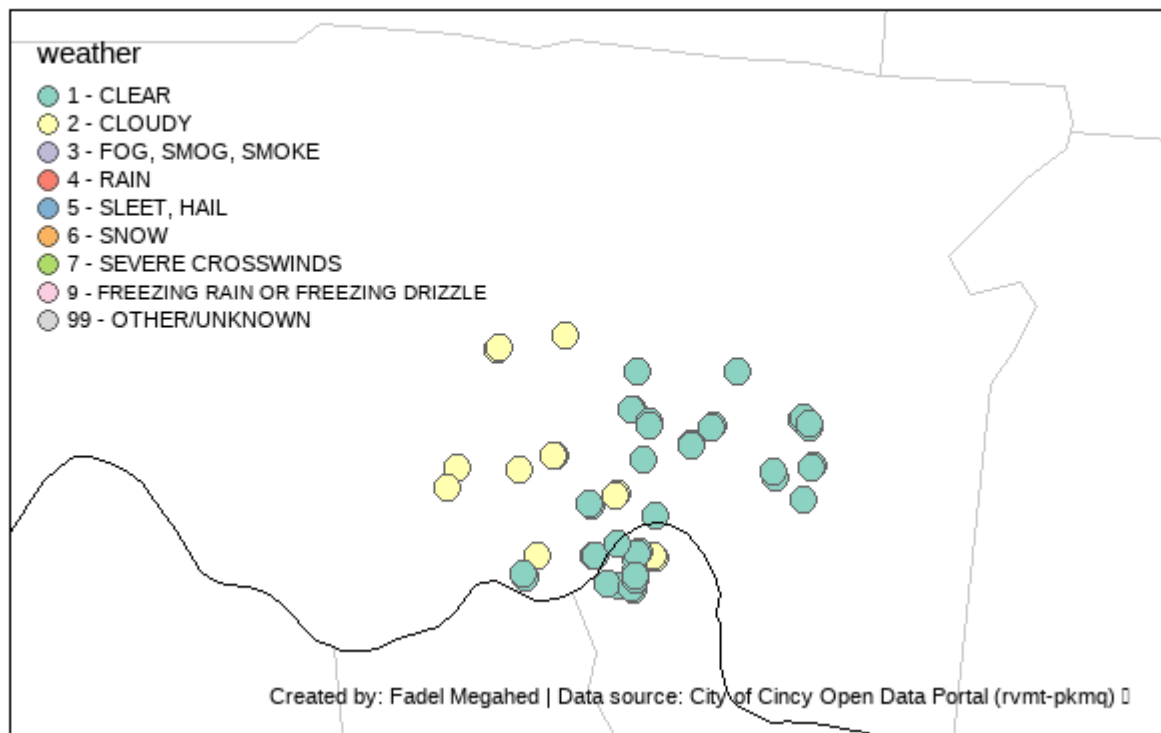 weather
1 - CLEAR
2 - CLOUDY
3 - FOG, SMOG, SMOKE
4 - RAIN
5 - SLEET, HAIL
6 - SNOW
7 - SEVERE CROSSWINDS
9 - FREEZING RAIN OR FREEZING DRIZZLE
99 - OTHER/UNKNOWN
Created by: Fadel Megahed | Data source: City of Cincy Open Data Portal (rvmt-pkmq) ▯